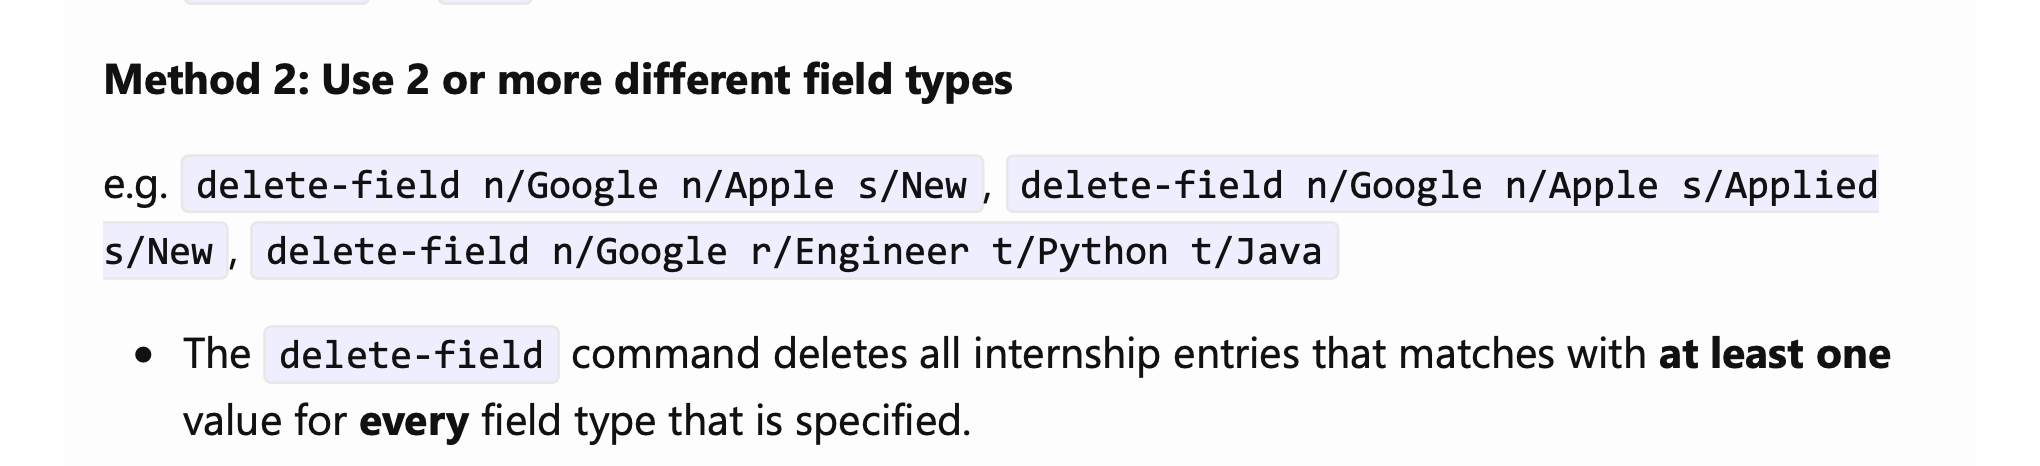 Method 2: Use 2 or more different field types
e.g. delete-field n/Google n/Apple s/New, delete-field n/Google n/Apple s/Applied
s/New, delete-field n/Google r/Engineer t/Python t/Java
• The delete-field command deletes all internship entries that matches with at least one
value for every field type that is specified.